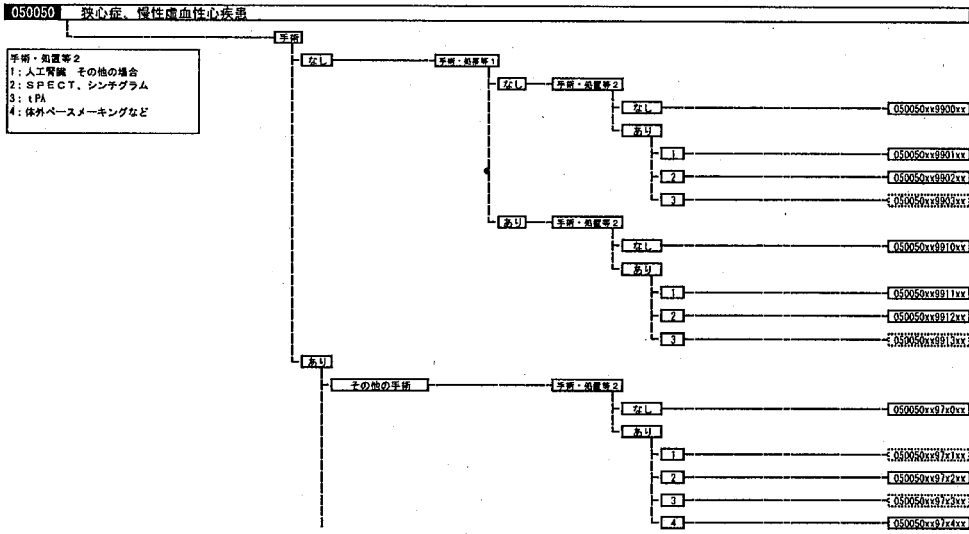 050050 狭心症、慢性虚血性心疾患
手術
手術・処置等2
1:人工腎臓 その他の場合
2:SPECT、シンチグラム
3:tPA
4:体外ペースメーキングなど
なし 手術・処置等1
なし 手術・処置等2
なし 050050xx9900xx
あり
1 050050xx9901xx
2 050050xx9902xx
3 050050xx9903xx
あり 手術・処置等2
なし 050050xx9910xx
あり
1 050050xx9911xx
2 050050xx9912xx
3 050050xx9913xx
あり
その他の手術 手術・処置等2
なし 050050xx97x0xx
あり
1 050050xx97x1xx
2 050050xx97x2xx
3 050050xx97x3xx
4 050050xx97x4xx